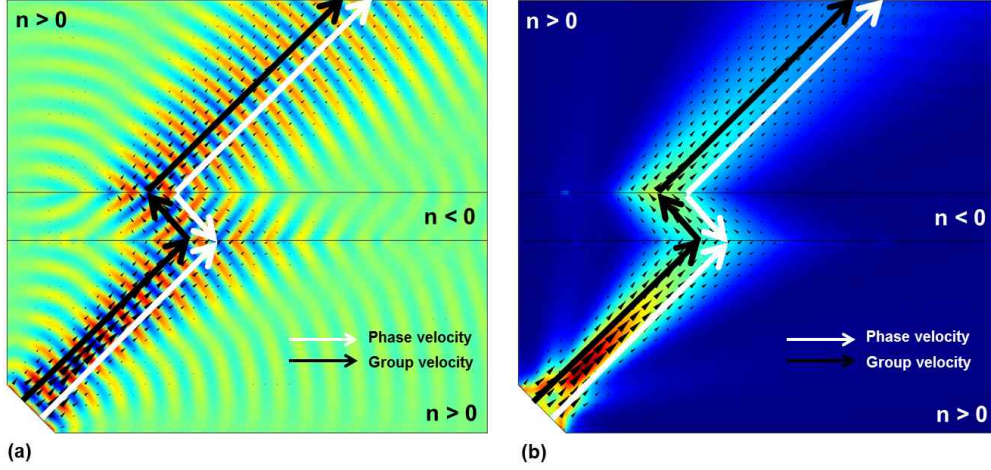 n > 0
n < 0
Phase velocity
Group velocity
n > 0
(a)
n > 0
n < 0
Phase velocity
Group velocity
n > 0
(b)